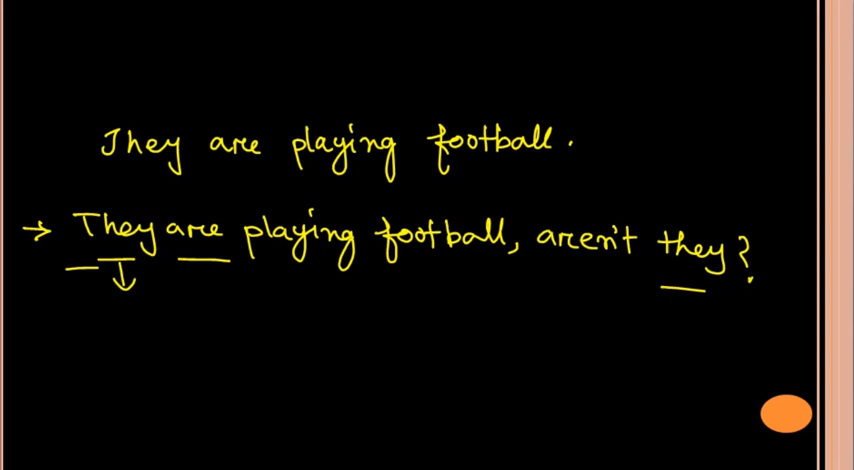 They are playing football.
→ They are playing football, aren't they?